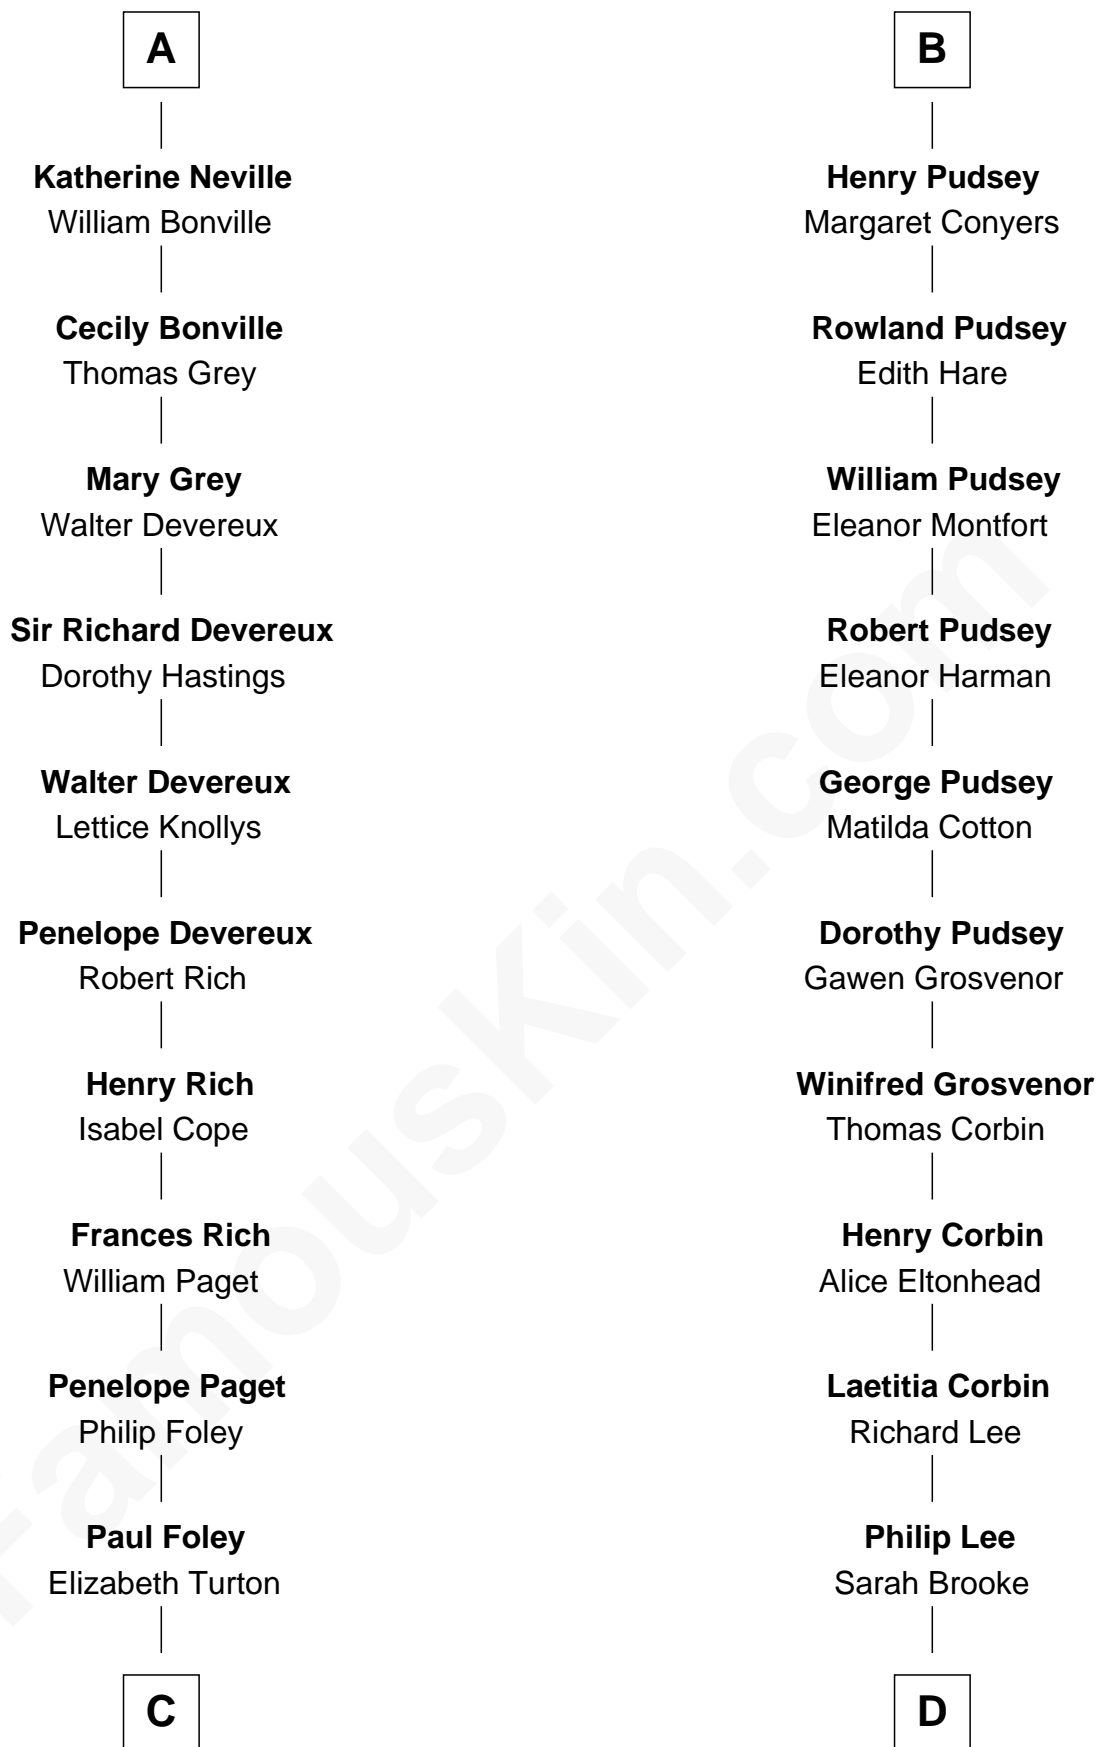 A
Katherine Neville
William Bonville
Cecily Bonville
Thomas Grey
Mary Grey
Walter Devereux
Sir Richard Devereux
Dorothy Hastings
Walter Devereux
Lettice Knollys
Penelope Devereux
Robert Rich
Henry Rich
Isabel Cope
Frances Rich
William Paget
Penelope Paget
Philip Foley
Paul Foley
Elizabeth Turton
C
B
Henry Pudsey
Margaret Conyers
Rowland Pudsey
Edith Hare
William Pudsey
Eleanor Montfort
Robert Pudsey
Eleanor Harman
George Pudsey
Matilda Cotton
Dorothy Pudsey
Gawen Grosvenor
Winifred Grosvenor
Thomas Corbin
Henry Corbin
Alice Eltonhead
Laetitia Corbin
Richard Lee
Philip Lee
Sarah Brooke
D
FamousKin.com